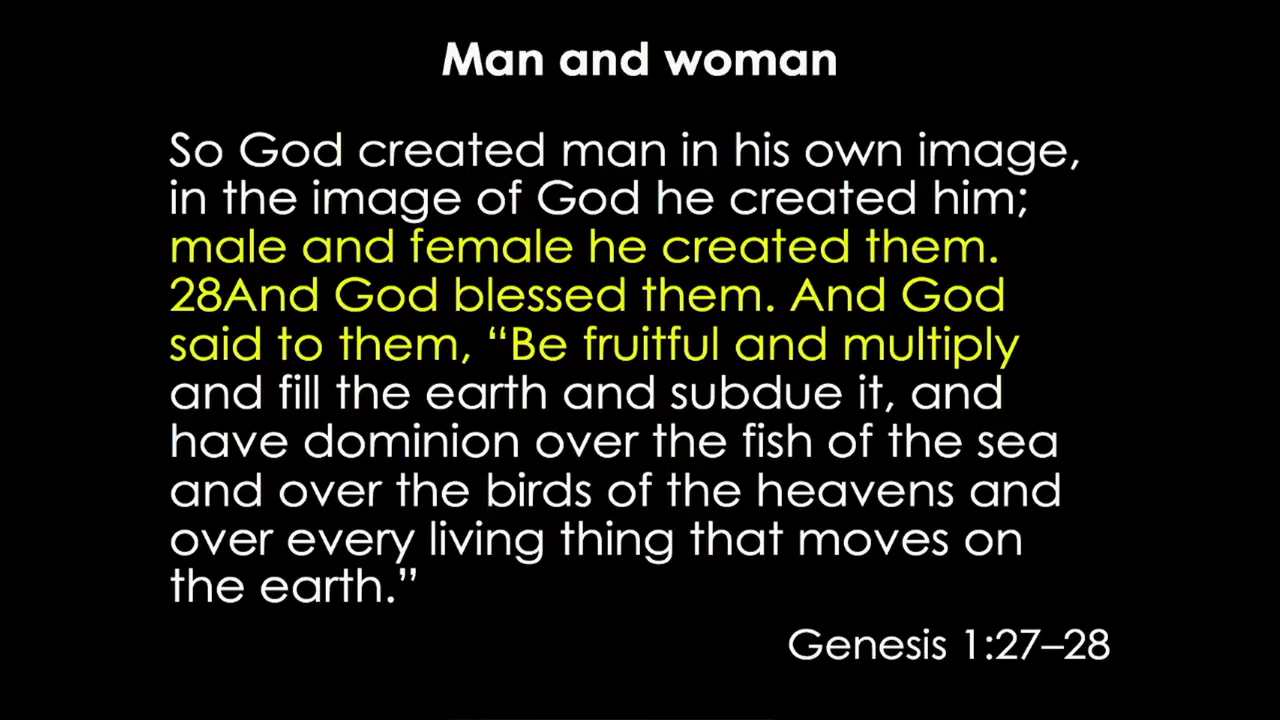 Man and woman
So God created man in his own image,
in the image of God he created him;
male and female he created them.
28And God blessed them. And God
said to them, “Be fruitful and multiply
and fill the earth and subdue it, and
have dominion over the fish of the sea
and over the birds of the heavens and
over every living thing that moves on
the earth.”
Genesis 1:27–28